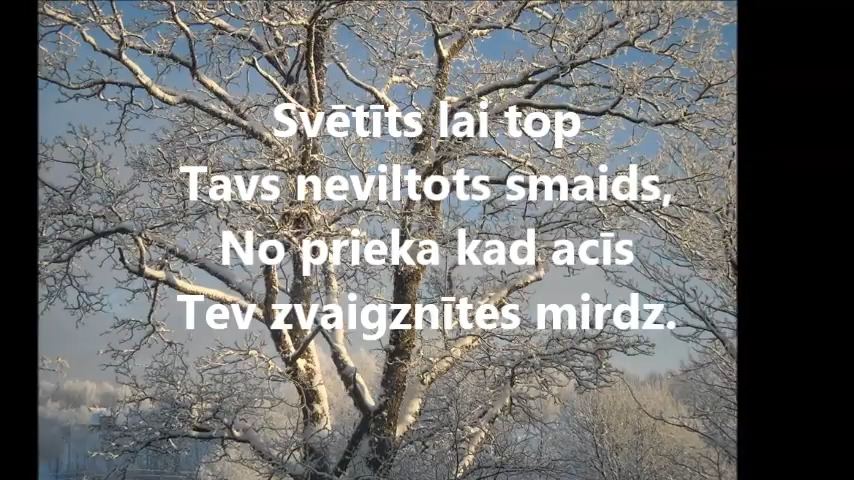 Svētīts lai top
Tavs neviltots smaids,
No prieka kad acīs
Tev zvaigznītes mirdz.